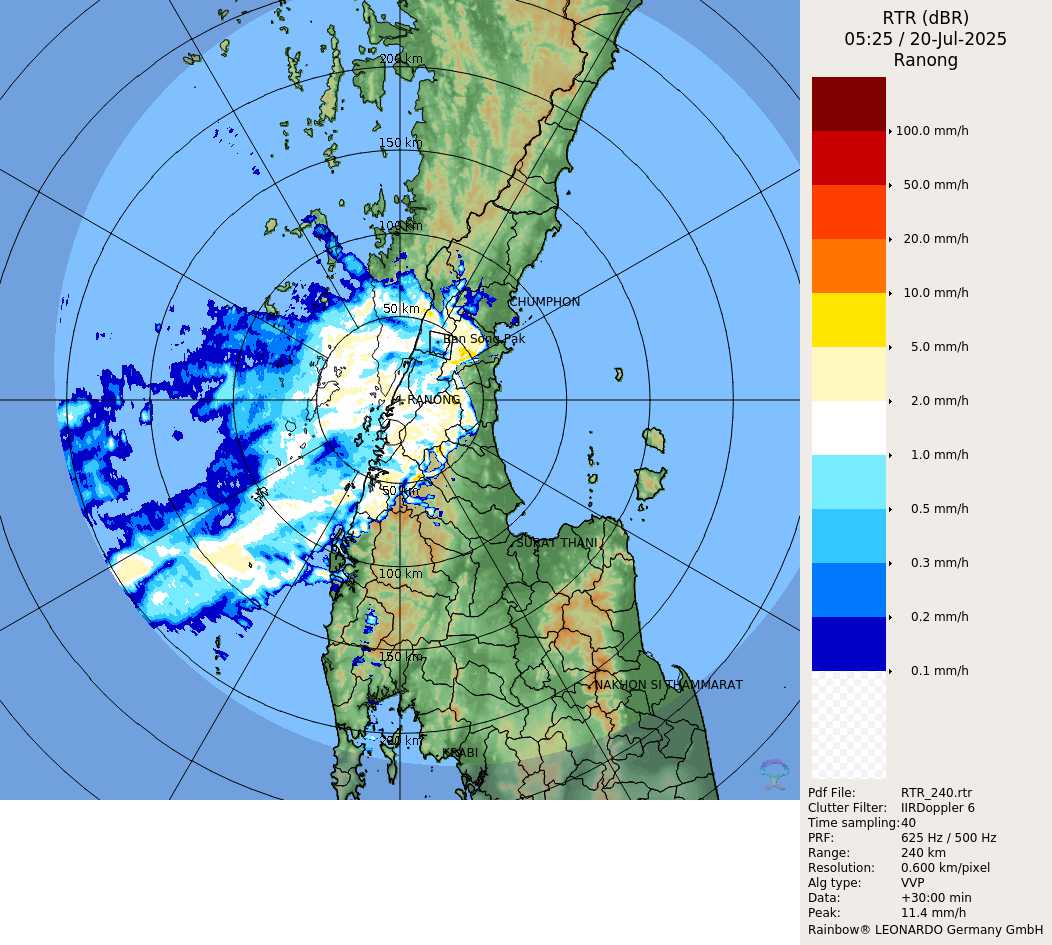 RTR (dBR)
05:25 / 20-Jul-2025
Ranong
100.0 mm/h
50.0 mm/h
20.0 mm/h
10.0 mm/h
5.0 mm/h
2.0 mm/h
1.0 mm/h
0.5 mm/h
0.3 mm/h
0.2 mm/h
0.1 mm/h
200 km
150 km
100 km
50 km
CHUMPHON
Ban Song Pak
RANONG
50 km
SURAT THANI
100 km
150 km
NAKHON SI THAMMARAT
200 km
KRABI
Pdf File: RTR_240.rtr
Clutter Filter: IIRDoppler 6
Time sampling: 40
PRF: 625 Hz / 500 Hz
Range: 240 km
Resolution: 0.600 km/pixel
Alg type: VVP
Data: +30:00 min
Peak: 11.4 mm/h
Rainbow® LEONARDO Germany GmbH